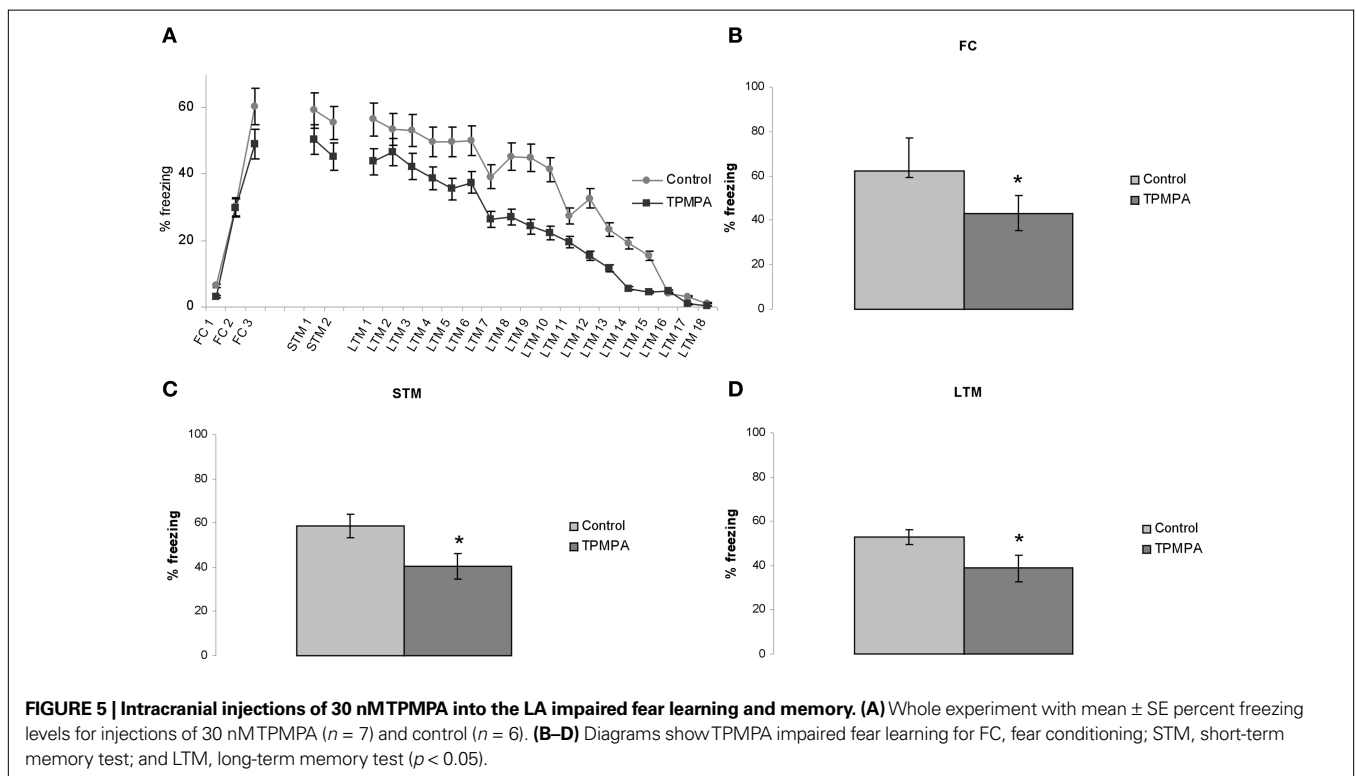 A
% freezing
60
40
20
0
FC 1
FC 2
FC 3
STM 1
STM 2
LTM 1
LTM 2
LTM 3
LTM 4
LTM 5
LTM 6
LTM 7
LTM 8
LTM 9
LTM 10
LTM 11
LTM 12
LTM 13
LTM 14
LTM 15
LTM 16
LTM 17
LTM 18
Control
TPMPA
B
FC
% freezing
100
80
60
40
20
0
*
Control
TPMPA
C
STM
% freezing
100
80
60
40
20
0
*
Control
TPMPA
D
LTM
% freezing
100
80
60
40
20
0
*
Control
TPMPA
FIGURE 5 | Intracranial injections of 30 nM TPMPA into the LA impaired fear learning and memory. (A) Whole experiment with mean ± SE percent freezing
levels for injections of 30 nM TPMPA (n = 7) and control (n = 6). (B–D) Diagrams show TPMPA impaired fear learning for FC, fear conditioning; STM, short-term
memory test; and LTM, long-term memory test (p < 0.05).